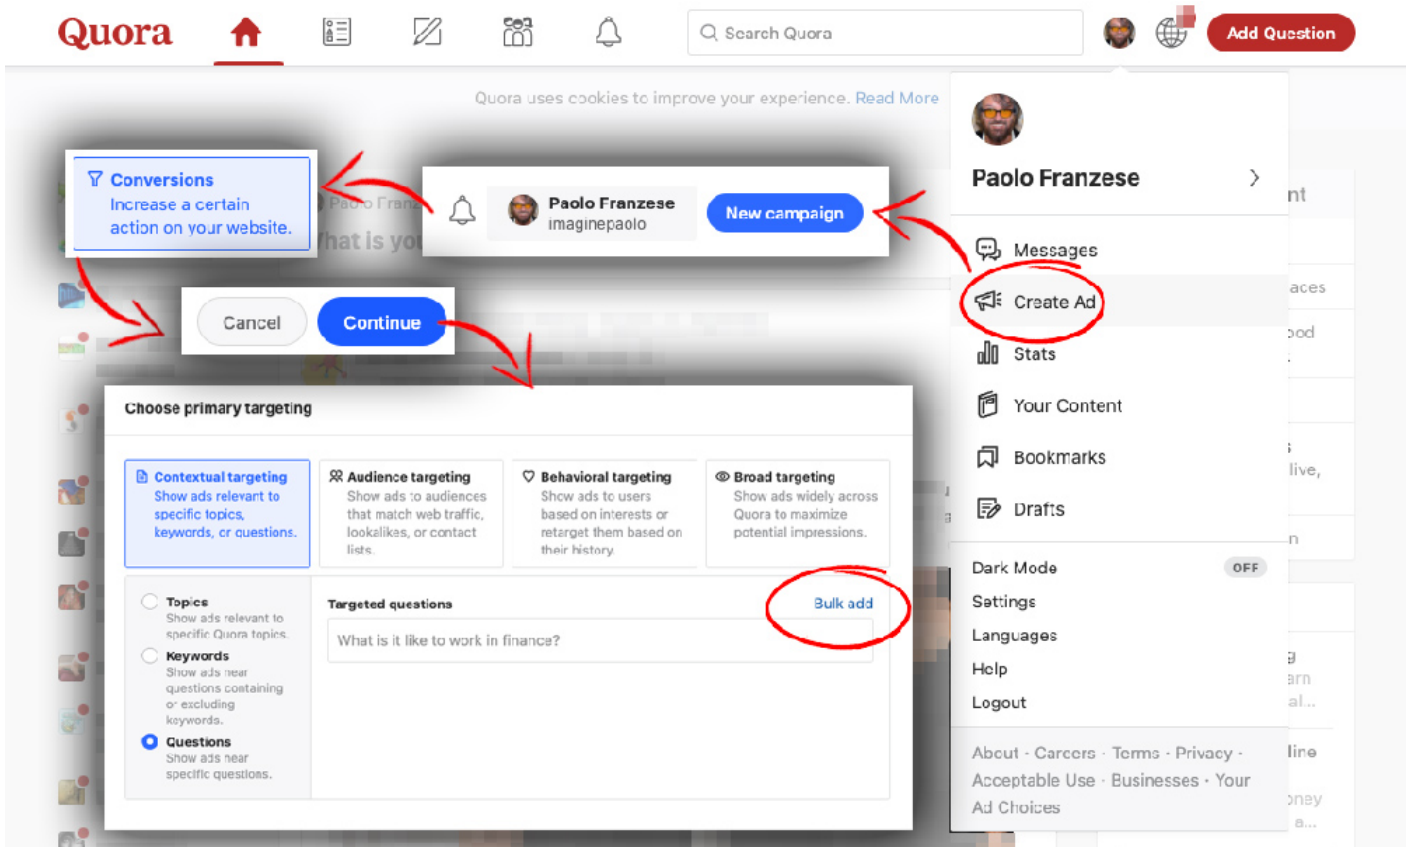 Quora
Search Quora
Add Question
Quora uses cookies to improve your experience. Read More
Paolo Franzese
Messages
Create Ad
Stats
Your Content
Bookmarks
Drafts
Dark Mode
OFF
Settings
Languages
Help
Logout
About · Careers · Terms · Privacy ·
Acceptable Use · Businesses · Your
Ad Choices
Paolo Franzese
imaginepaolo
New campaign
Conversions
Increase a certain
action on your website.
Cancel
Continue
Choose primary targeting
Contextual targeting
Show ads relevant to
specific topics,
keywords, or questions.
Audience targeting
Show ads to audiences
that match web traffic,
lookalikes, or contact
lists.
Behavioral targeting
Show ads to users
based on interests or
retarget them based on
their history.
Broad targeting
Show ads widely across
Quora to maximize
potential impressions.
Topics
Show ads relevant to
specific Quora topics.
Keywords
Show ads near
questions containing
or excluding
keywords.
Questions
Show ads near
specific questions.
Targeted questions
Bulk add
What is it like to work in finance?